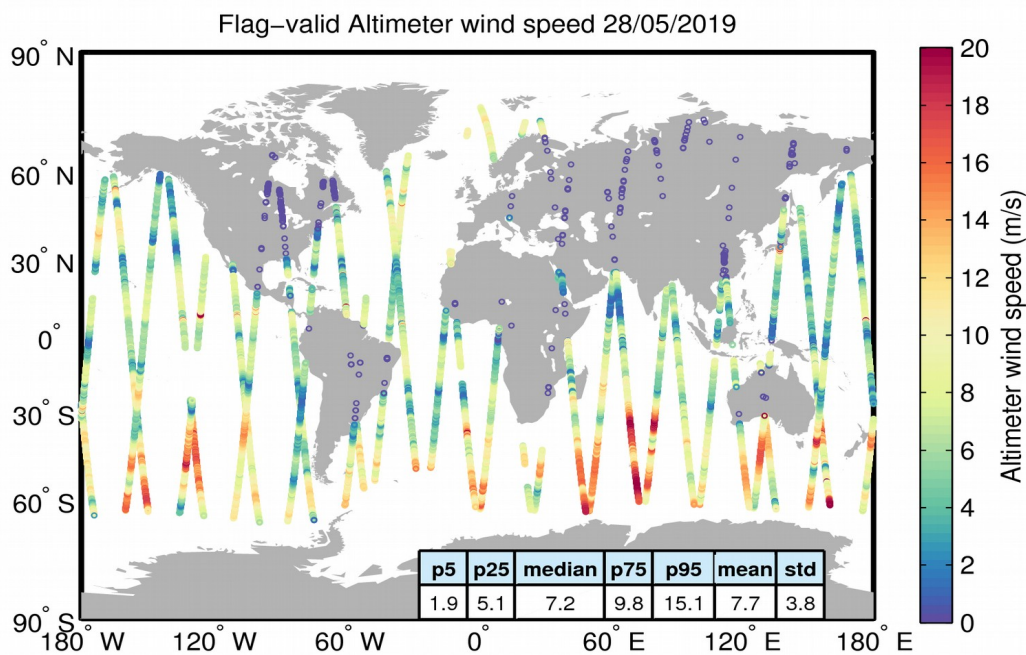 Flag-valid Altimeter wind speed 28/05/2019
90° N
60° N
30° N
0°
30° S
60° S
90° S
180° W
120° W
60° W
0°
60° E
120° E
180° E
p5 p25 median p75 p95 mean std
1.9 5.1 7.2 9.8 15.1 7.7 3.8
20
18
16
14
12
10
8
6
4
2
0
Altimeter wind speed (m/s)